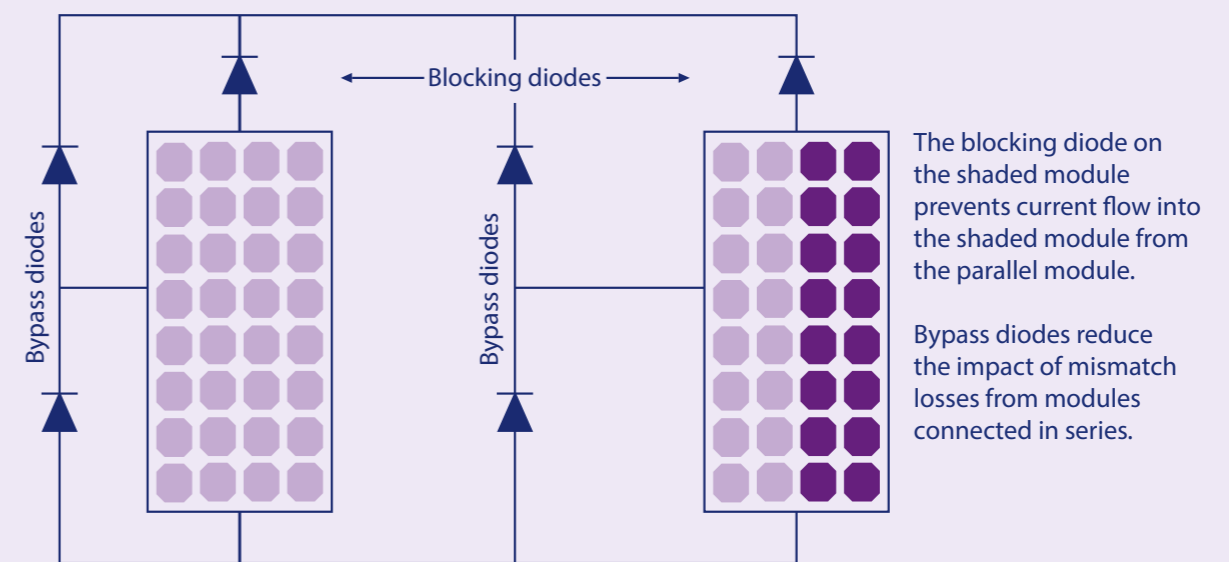 Blocking diodes
Bypass diodes
Bypass diodes
The blocking diode on
the shaded module
prevents current flow into
the shaded module from
the parallel module.
Bypass diodes reduce
the impact of mismatch
losses from modules
connected in series.